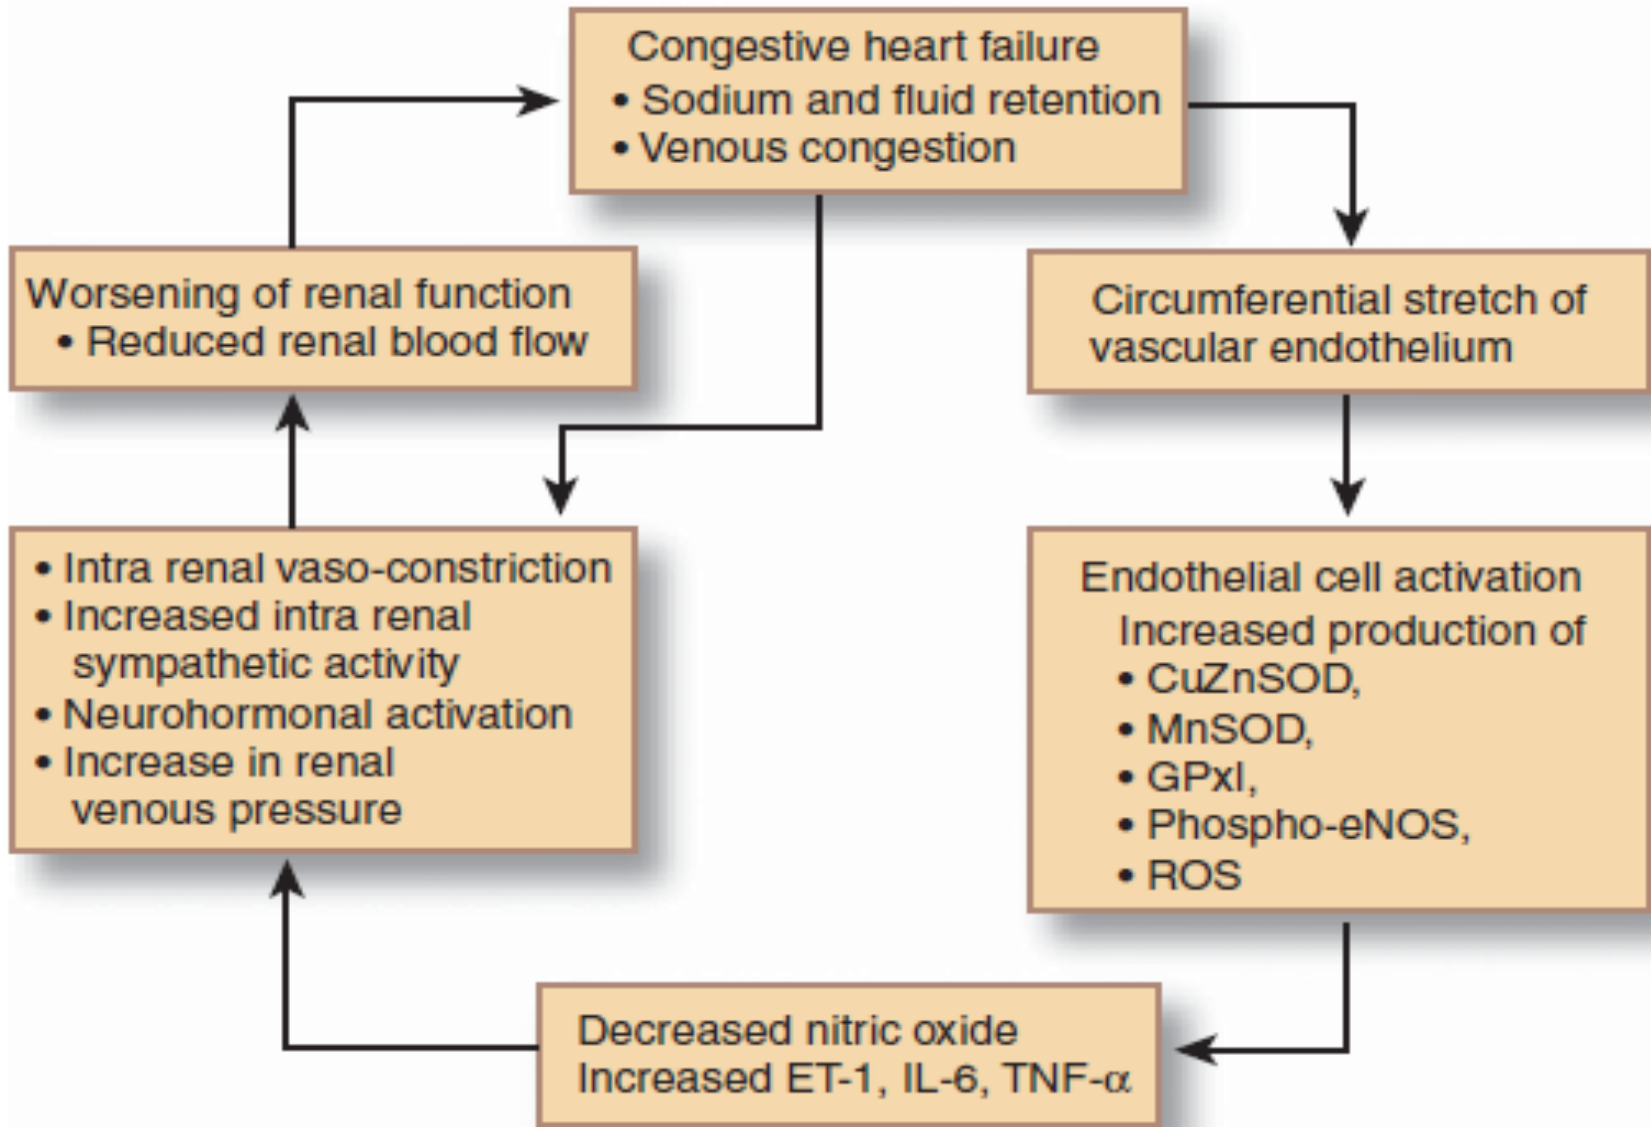 Congestive heart failure
• Sodium and fluid retention
• Venous congestion
Worsening of renal function
• Reduced renal blood flow
Circumferential stretch of
vascular endothelium
• Intra renal vaso-constriction
• Increased intra renal
sympathetic activity
• Neurohormonal activation
• Increase in renal
venous pressure
Endothelial cell activation
Increased production of
• CuZnSOD,
• MnSOD,
• GPxI,
• Phospho-eNOS,
• ROS
Decreased nitric oxide
Increased ET-1, IL-6, TNF-α